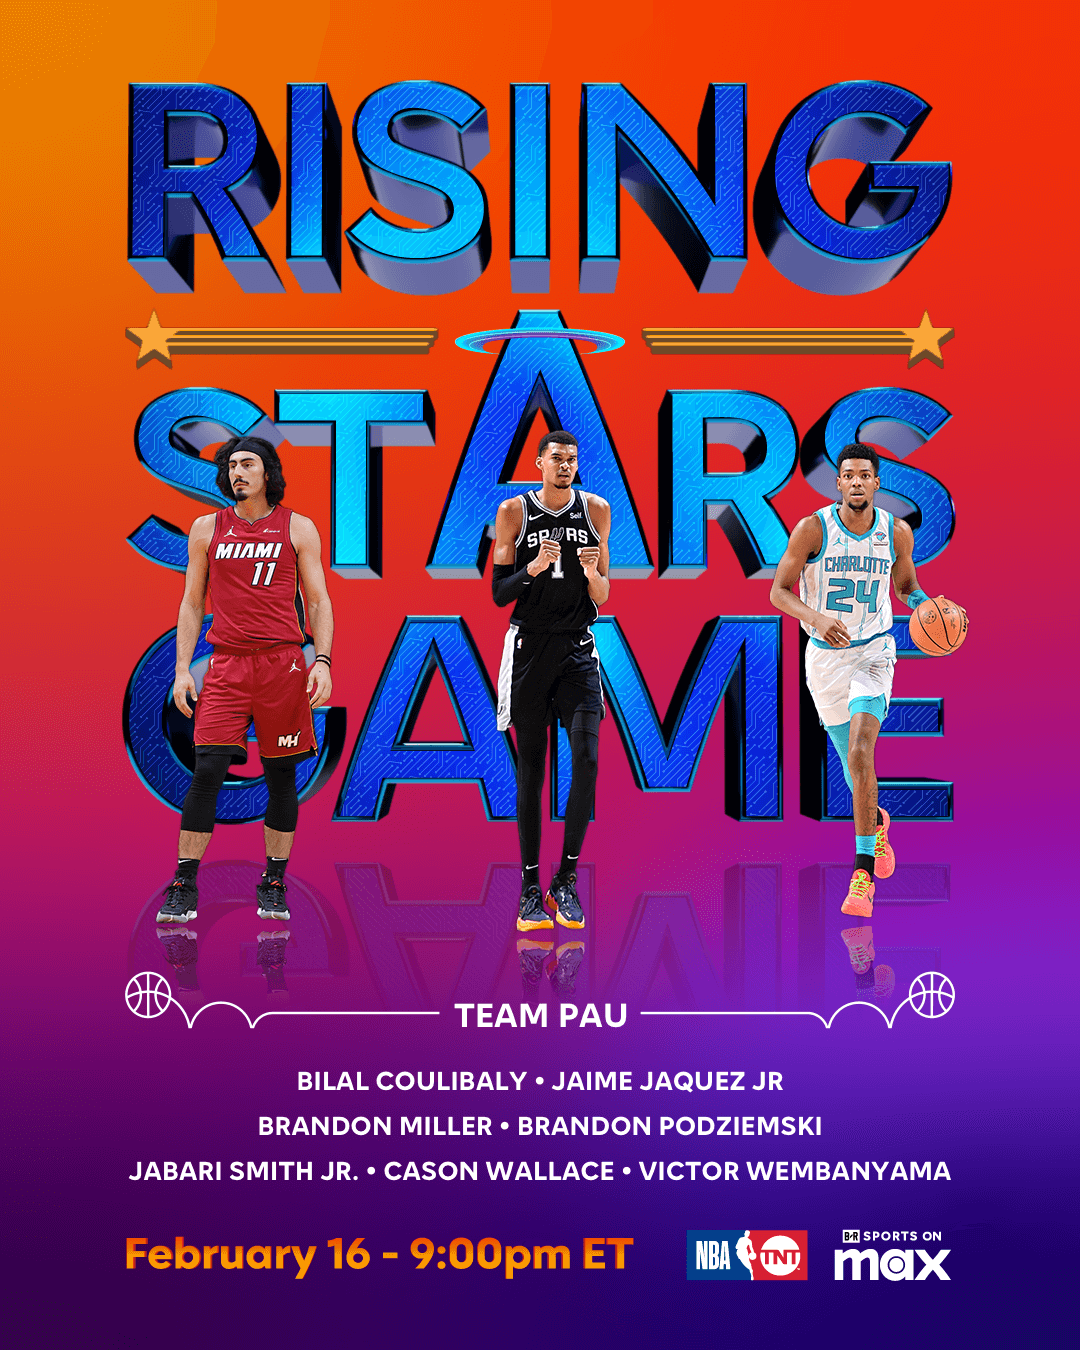 RISING
STARS
GAME
MIAMI
11
Self
SPURS
1
CHARLOTTE
24
TEAM PAU
BILAL COULIBALY • JAIME JAQUEZ JR
BRANDON MILLER • BRANDON PODZIEMSKI
JABARI SMITH JR. • CASON WALLACE • VICTOR WEMBANYAMA
February 16 - 9:00pm ET
NBA TNT
B/R SPORTS ON
max